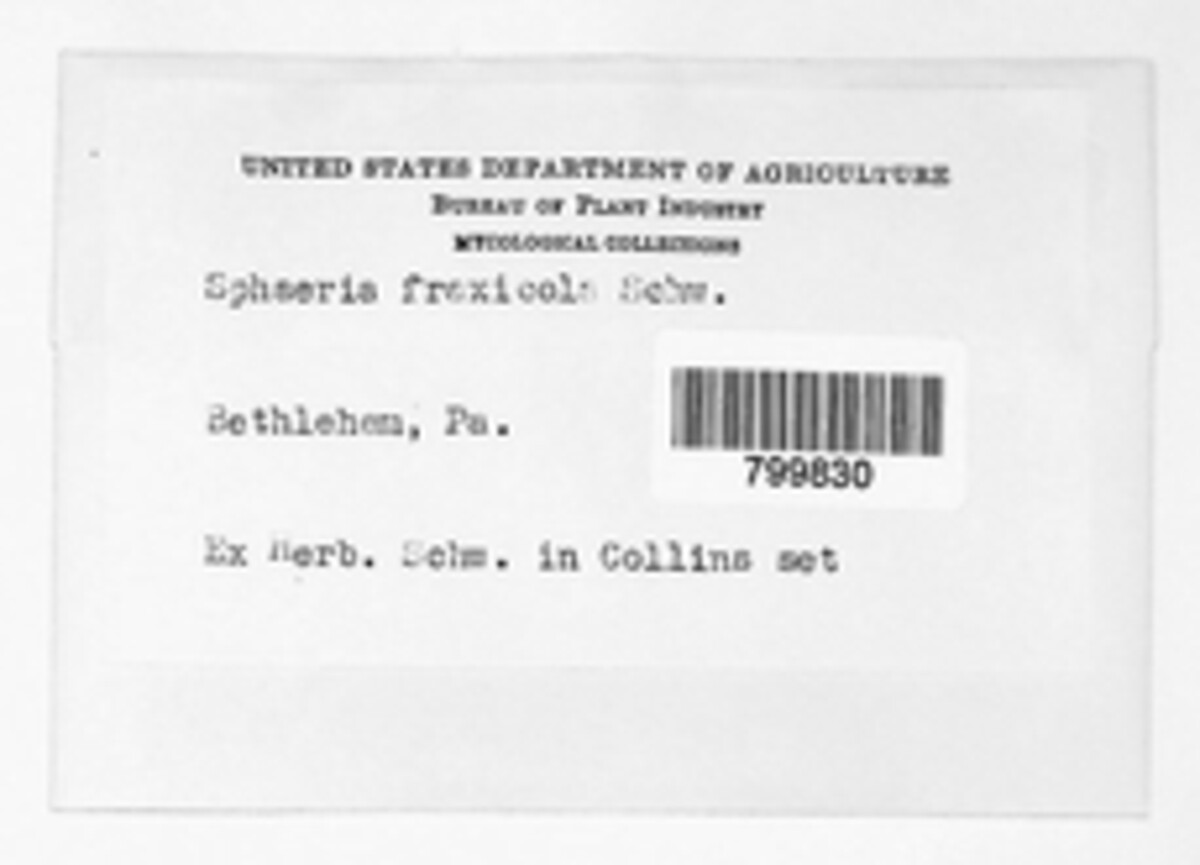 UNITED STATES DEPARTMENT OF AGRICULTURE
BUREAU OF PLANT INDUSTRY
MYCOLOGICAL COLLECTIONS
Sphaeria fraxicola Schw.
Bethlehem, Pa.
799830
Ex Herb. Schw. in Collins set